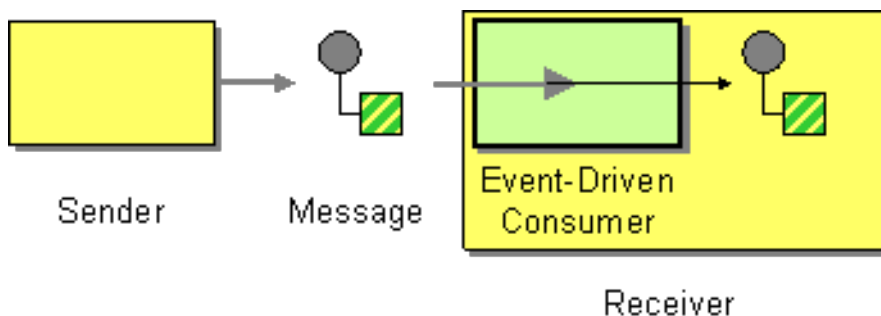 Sender
Message
Event-Driven
Consumer
Receiver